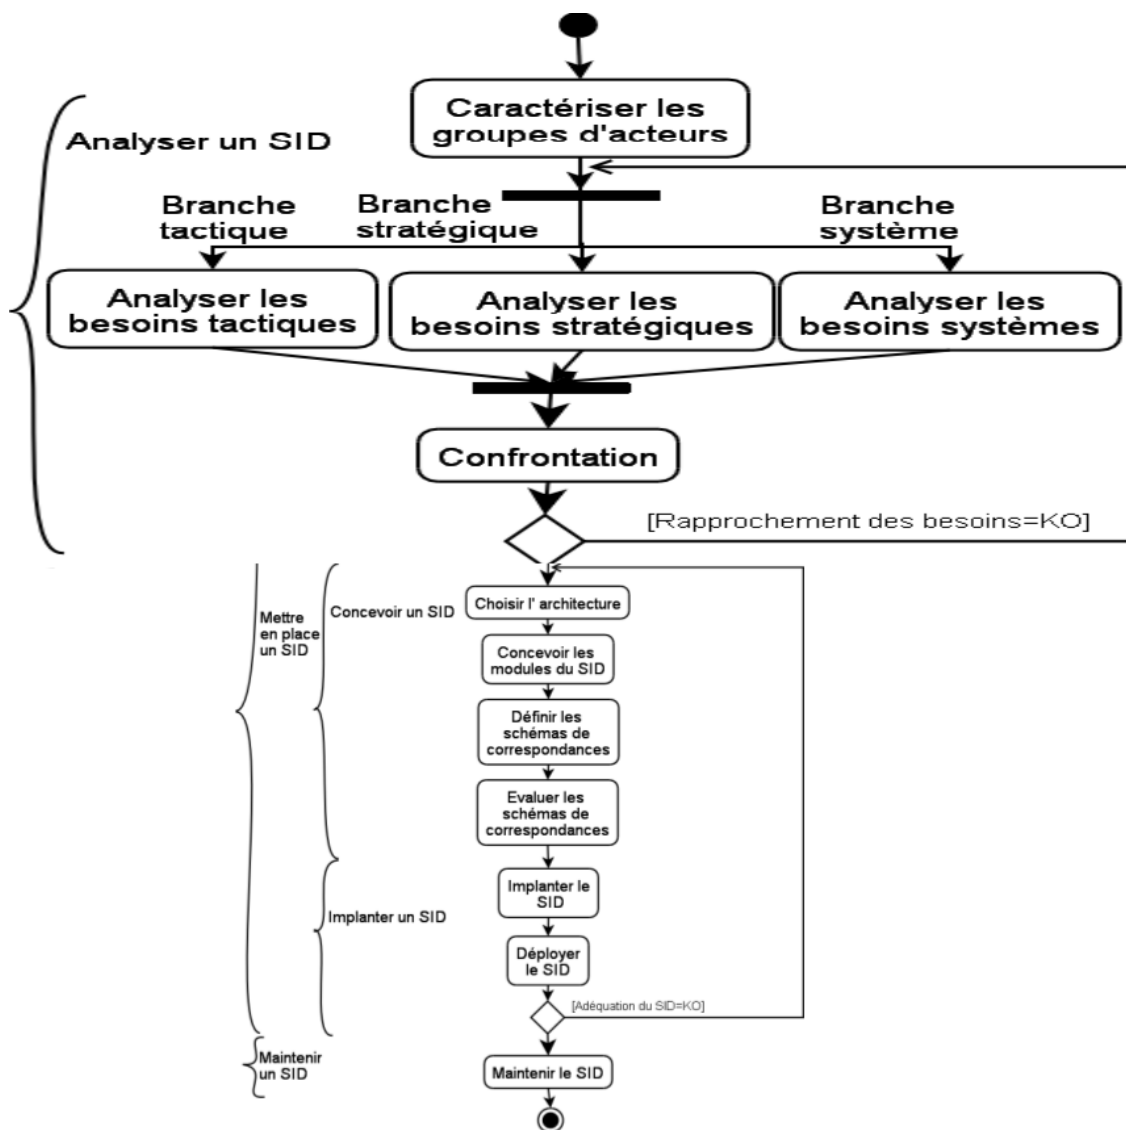 Caractériser les
groupes d'acteurs
Analyser un SID
Branche
tactique
Branche
stratégique
Branche
système
Analyser les
besoins tactiques
Analyser les
besoins stratégiques
Analyser les
besoins systèmes
Confrontation
[Rapprochement des besoins=KO]
Mettre
en place
un SID
Concevoir un SID
Choisir l' architecture
Concevoir les
modules du SID
Définir les
schémas de
correspondances
Evaluer les
schémas de
correspondances
Implanter le
SID
Implanter un SID
Déployer
le SID
[Adéquation du SID=KO]
Maintenir
un SID
Maintenir le SID